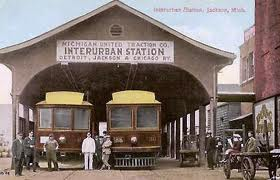 Interurban Station, Jackson, Mich.
MICHIGAN UNITED TRACTION CO.
INTERURBAN STATION
DETROIT, JACKSON & CHICAGO RY.